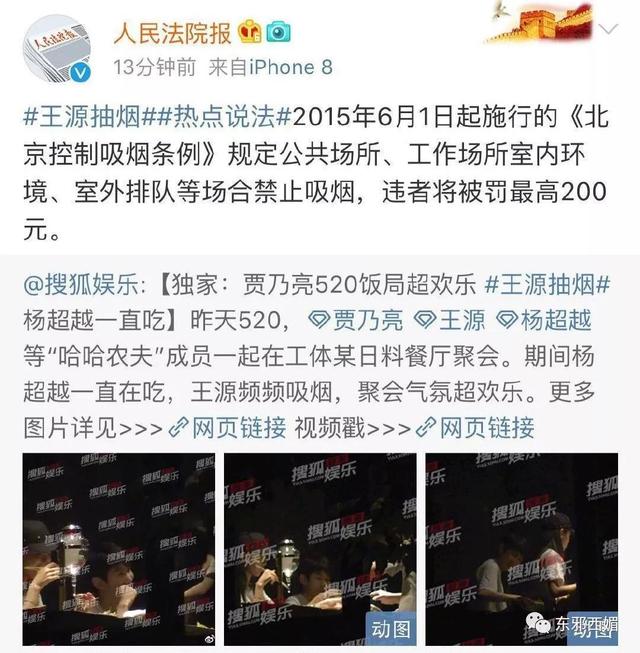 人民法院报
人民法院报
13分钟前 来自iPhone 8
#王源抽烟##热点说法#2015年6月1日起施行的《北
京控制吸烟条例》规定公共场所、工作场所室内环
境、室外排队等场合禁止吸烟，违者将被罚最高200
元。
@搜狐娱乐:【独家：贾乃亮520饭局超欢乐 #王源抽烟#
杨超越一直吃】昨天520，贾乃亮 王源 杨超越
等“哈哈农夫”成员一起在工体某日料餐厅聚会。期间杨
超越一直在吃，王源频频吸烟，聚会气氛超欢乐。更多
图片详见>>>网页链接 视频戳>>>网页链接
搜狐娱乐
搜狐娱乐
搜狐娱乐
动图
动图
东邪西媚